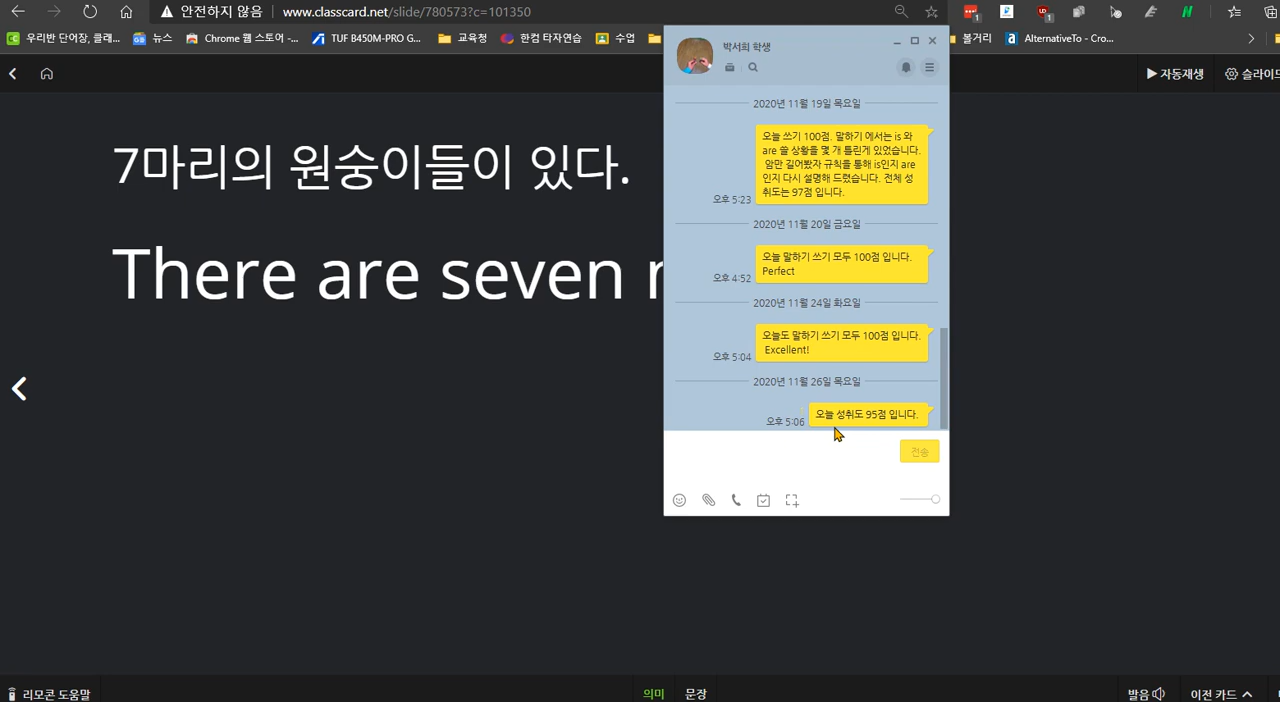 안전하지 않음 www.classcard.net/slide/780573?c=101350
우리반 단어장, 클래... 뉴스 Chrome 웹 스토어 -... TUF B450M-PRO G... 교육청 한컴 타자연습 수업 볼거리 AlternativeTo - Cro...
자동재생 슬라이드
7마리의 원숭이들이 있다.
There are seven
박서희 학생
2020년 11월 19일 목요일
오늘 쓰기 100점. 말하기 에서는 is 와
are 쓸 상황을 몇 개 틀린게 있었습니다.
암만 길어봤자 규칙을 통해 is인지 are
인지 다시 설명해 드렸습니다. 전체 성
취도는 97점 입니다.
오후 5:23
2020년 11월 20일 금요일
오늘 말하기 쓰기 모두 100점 입니다.
Perfect
오후 4:52
2020년 11월 24일 화요일
오늘도 말하기 쓰기 모두 100점 입니다.
Excellent!
오후 5:04
2020년 11월 26일 목요일
오늘 성취도 95점 입니다.
오후 5:06
전송
리모콘 도움말 의미 문장 발음 이전 카드